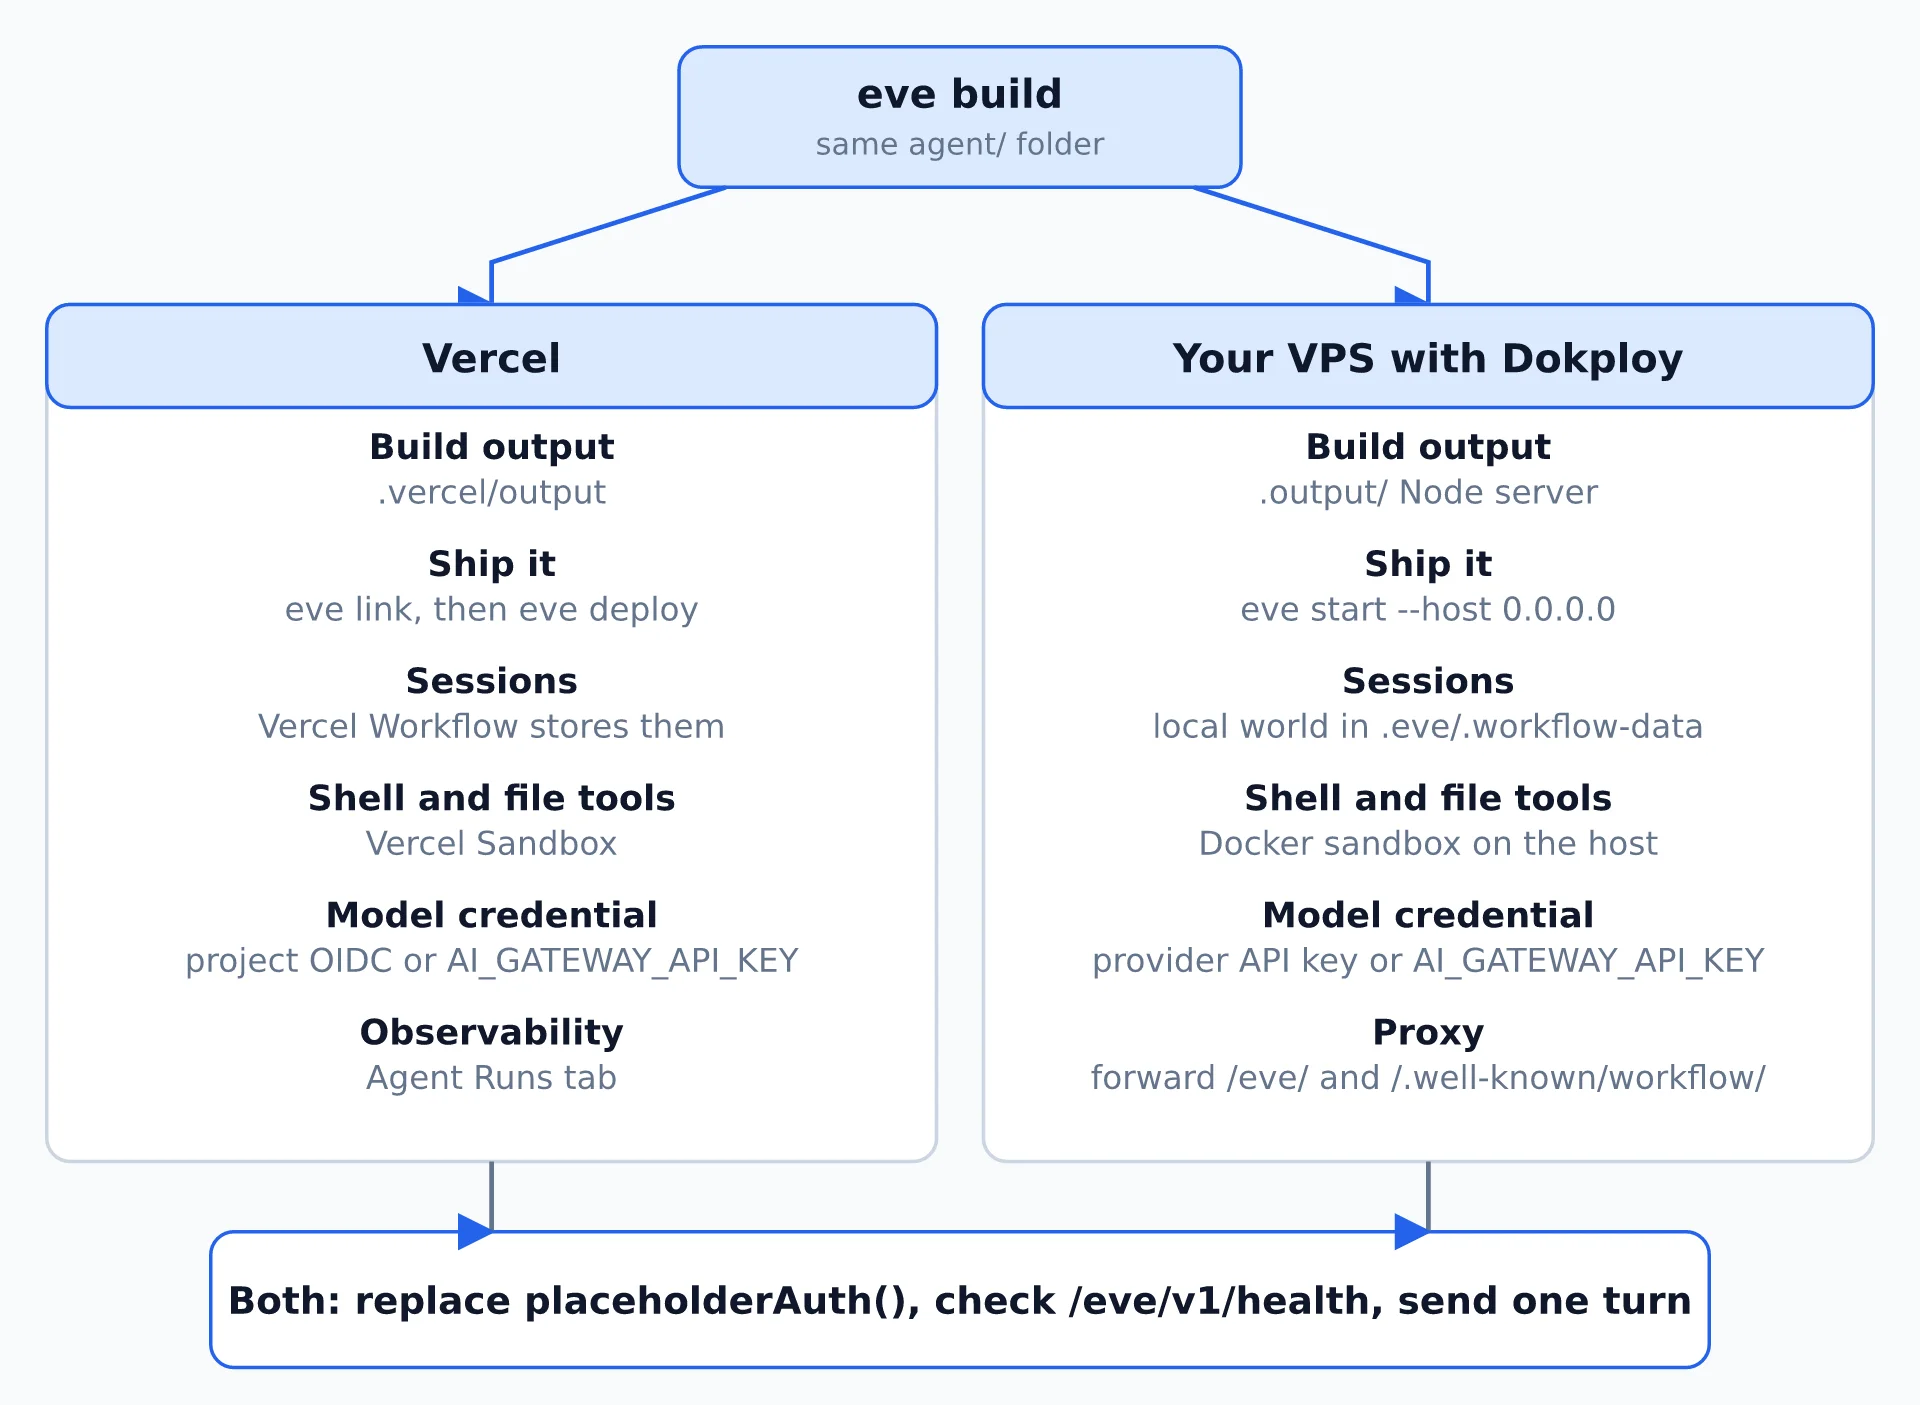 eve build
same agent/ folder
Vercel
Build output
.vercel/output
Ship it
eve link, then eve deploy
Sessions
Vercel Workflow stores them
Shell and file tools
Vercel Sandbox
Model credential
project OIDC or AI_GATEWAY_API_KEY
Observability
Agent Runs tab
Your VPS with Dokploy
Build output
.output/ Node server
Ship it
eve start --host 0.0.0.0
Sessions
local world in .eve/.workflow-data
Shell and file tools
Docker sandbox on the host
Model credential
provider API key or AI_GATEWAY_API_KEY
Proxy
forward /eve/ and /.well-known/workflow/
Both: replace placeholderAuth(), check /eve/v1/health, send one turn